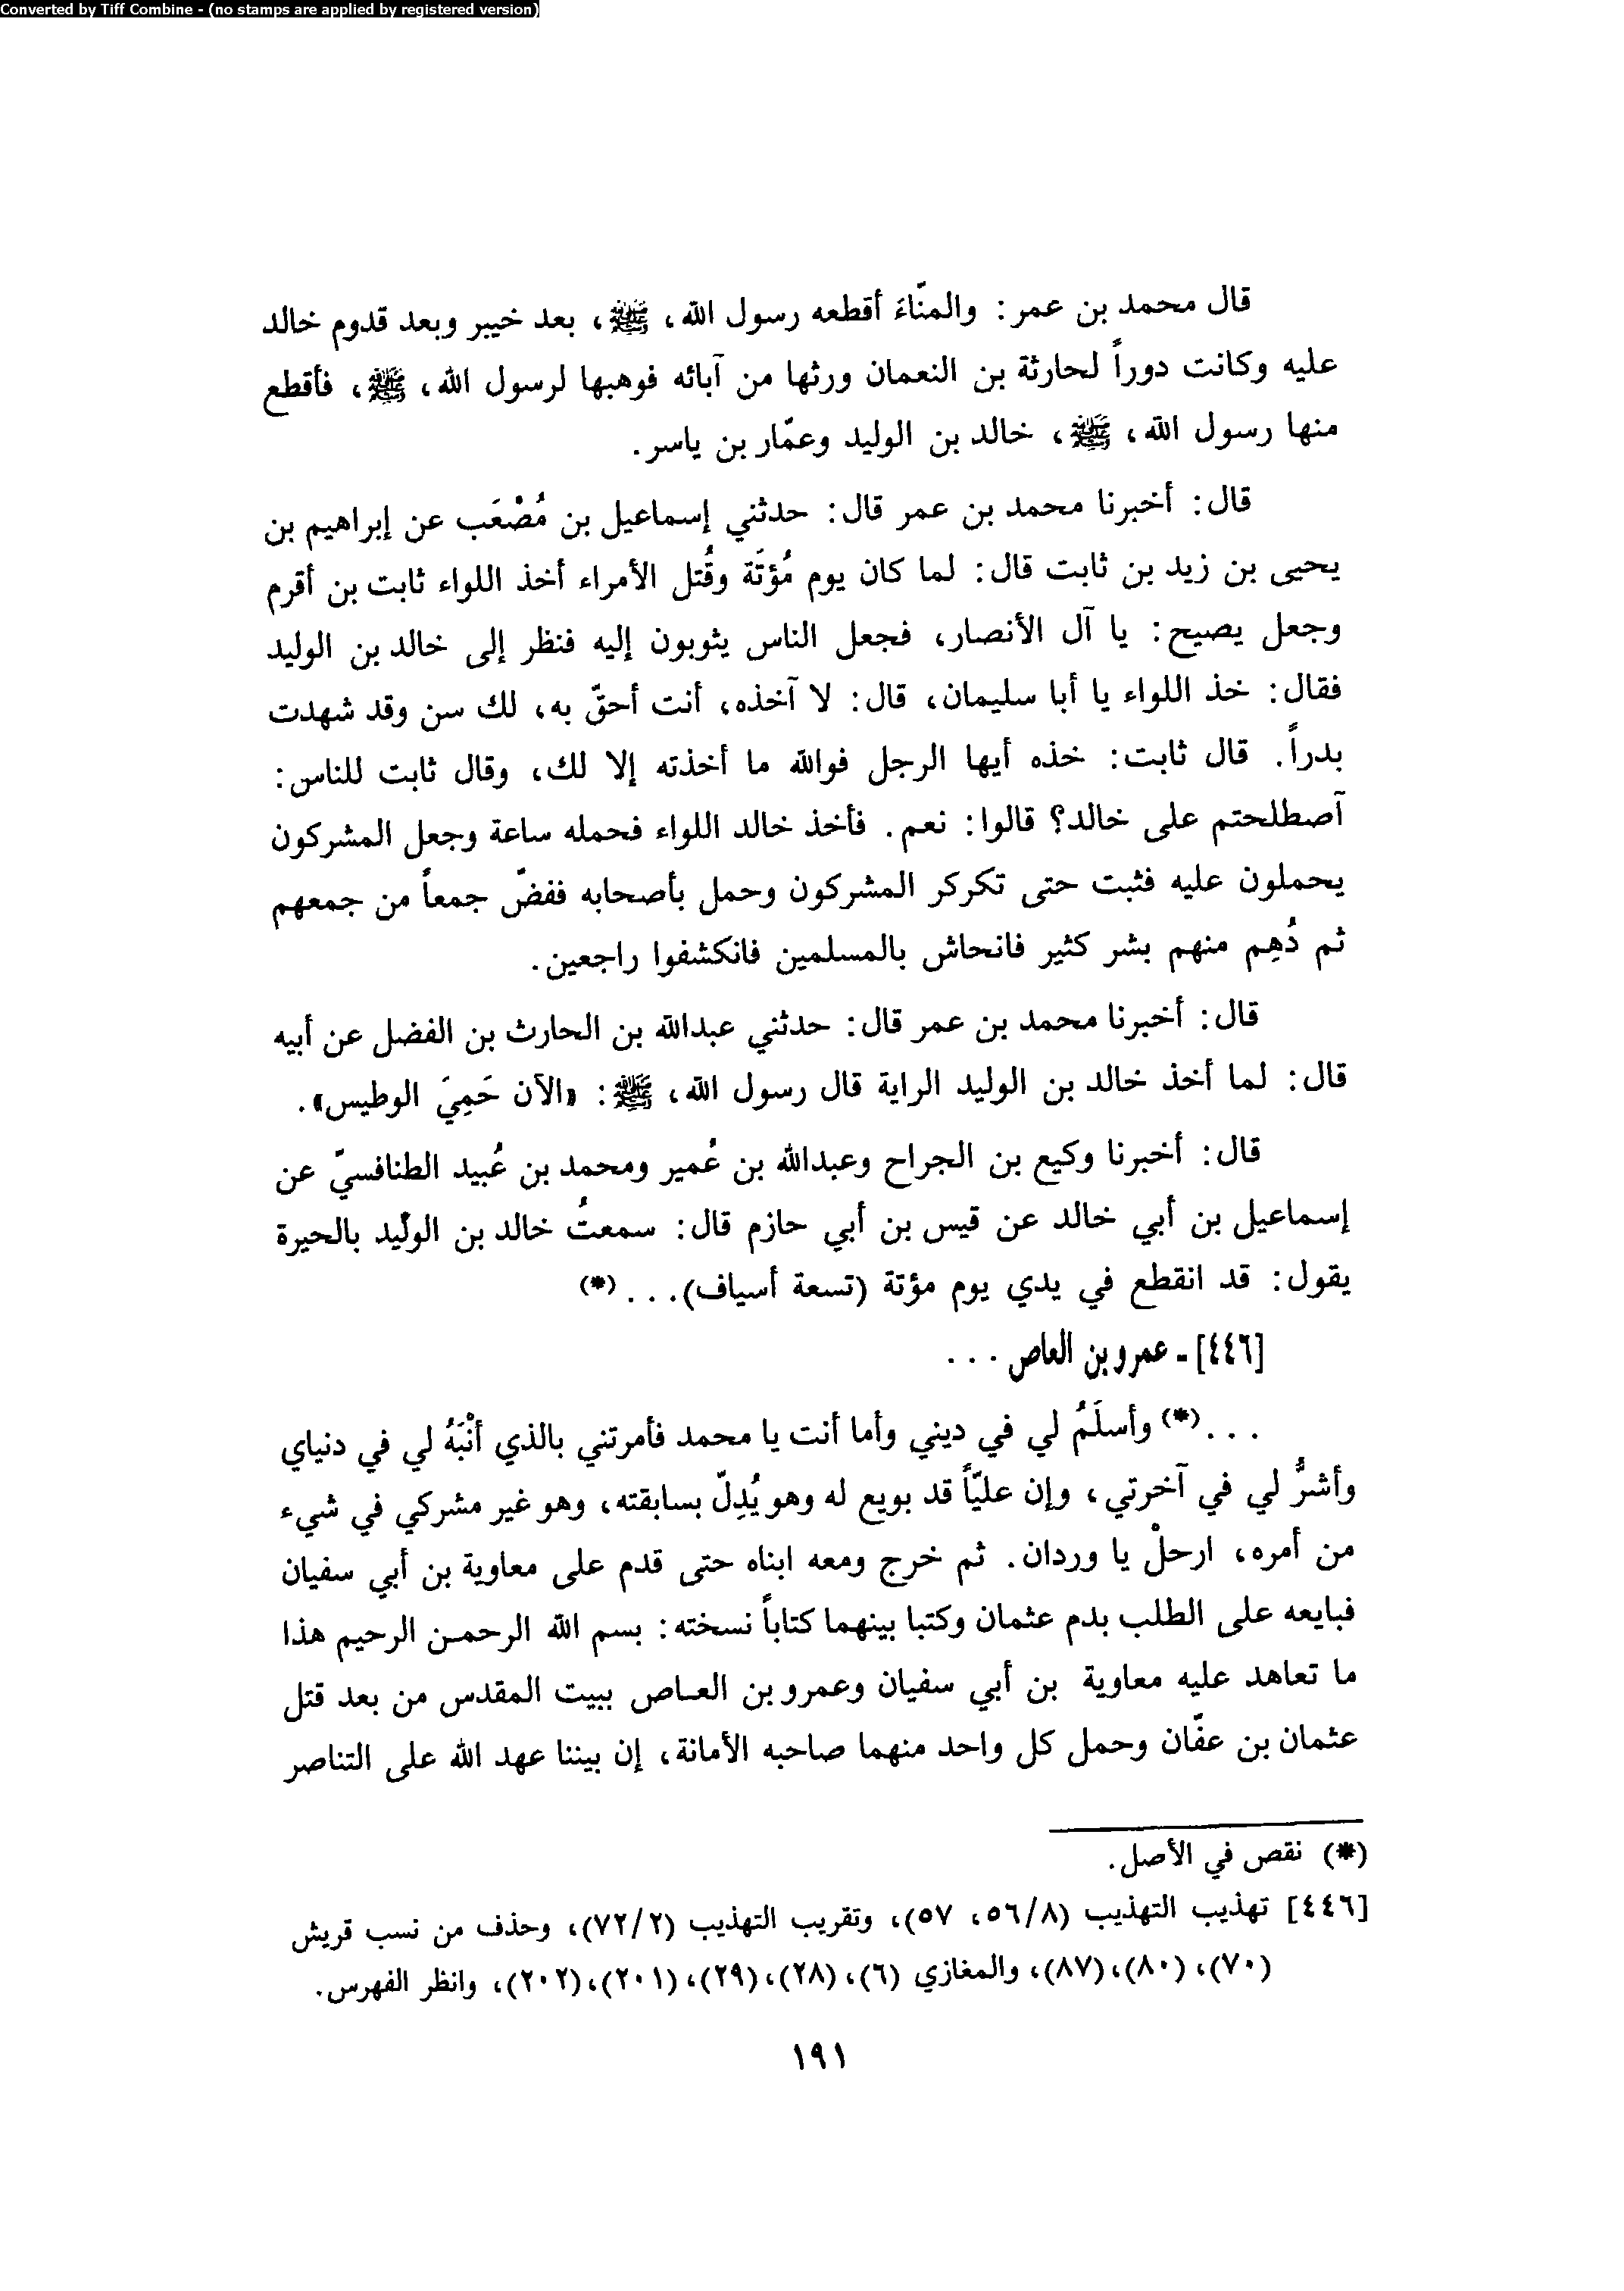 Converted by Tiff Combine - (no stamps are applied by registered version)
قال محمد بن عمر: والمنّاءَ أقطعه رسول الله، ﷺ، بعد خيبر وبعد قدوم خالد
عليه وكانت دوراً لحارثة بن النعمان ورثها من آبائه فوهبها لرسول الله، ﷺ، فأقطع
منها رسول الله، ﷺ، خالد بن الوليد وعمّار بن ياسر.
قال: أخبرنا محمد بن عمر قال: حدثني إسماعيل بن مُصْعَب عن إبراهيم بن
يحيى بن زيد بن ثابت قال: لما كان يوم مُؤتَة وقُتل الأمراء أخذ اللواء ثابت بن أقرم
وجعل يصيح: يا آل الأنصار، فجعل الناس يثوبون إليه فنظر إلى خالد بن الوليد
فقال: خذ اللواء يا أبا سليمان، قال: لا آخذه، أنت أحقّ به، لك سن وقد شهدت
بدراً. قال ثابت: خذه أيها الرجل فوالله ما أخذته إلا لك، وقال ثابت للناس:
آصطلحتم على خالد؟ قالوا: نعم. فأخذ خالد اللواء فحمله ساعة وجعل المشركون
يحملون عليه فثبت حتى تكركر المشركون وحمل بأصحابه ففضّ جمعاً من جمعهم
ثم دُهِم منهم بشر كثير فانحاش بالمسلمين فانكشفوا راجعين.
قال: أخبرنا محمد بن عمر قال: حدثني عبدالله بن الحارث بن الفضل عن أبيه
قال: لما أخذ خالد بن الوليد الراية قال رسول الله، ﷺ: «الآن حَمِيَ الوطيس».
قال: أخبرنا وكيع بن الجراح وعبدالله بن عُمير ومحمد بن عُبيد الطنافسيّ عن
إسماعيل بن أبي خالد عن قيس بن أبي حازم قال: سمعتُ خالد بن الوليد بالحيرة
يقول: قد انقطع في يدي يوم مؤتة (تسعة أسياف)... (*)
[٤٤٦] - عمرو بن العاص ...
...(*) وأسلَمُ لي في ديني وأما أنت يا محمد فأمرتني بالذي أنْبَهُ لي في دنياي
وأشرُّ لي في آخرتي، وإن عليّاً قد بويع له وهو يُدِلّ بسابقته، وهو غير مشركي في شيء
من أمره، ارحلْ يا وردان. ثم خرج ومعه ابناه حتى قدم على معاوية بن أبي سفيان
فبايعه على الطلب بدم عثمان وكتبا بينهما كتاباً نسخته: بسم الله الرحمن الرحيم هذا
ما تعاهد عليه معاوية بن أبي سفيان وعمرو بن العاص ببيت المقدس من بعد قتل
عثمان بن عفّان وحمل كل واحد منهما صاحبه الأمانة، إن بيننا عهد الله على التناصر
(*) نقص في الأصل.
[٤٤٦] تهذيب التهذيب (٥٦/٨، ٥٧)، وتقريب التهذيب (٧٢/٢)، وحذف من نسب قريش
(٧٠)، (٨٠)، (٨٧)، والمغازي (٦)، (٢٨)، (٢٩)، (٢٠١)، (٢٠٢)، وانظر الفهرس.
١٩١